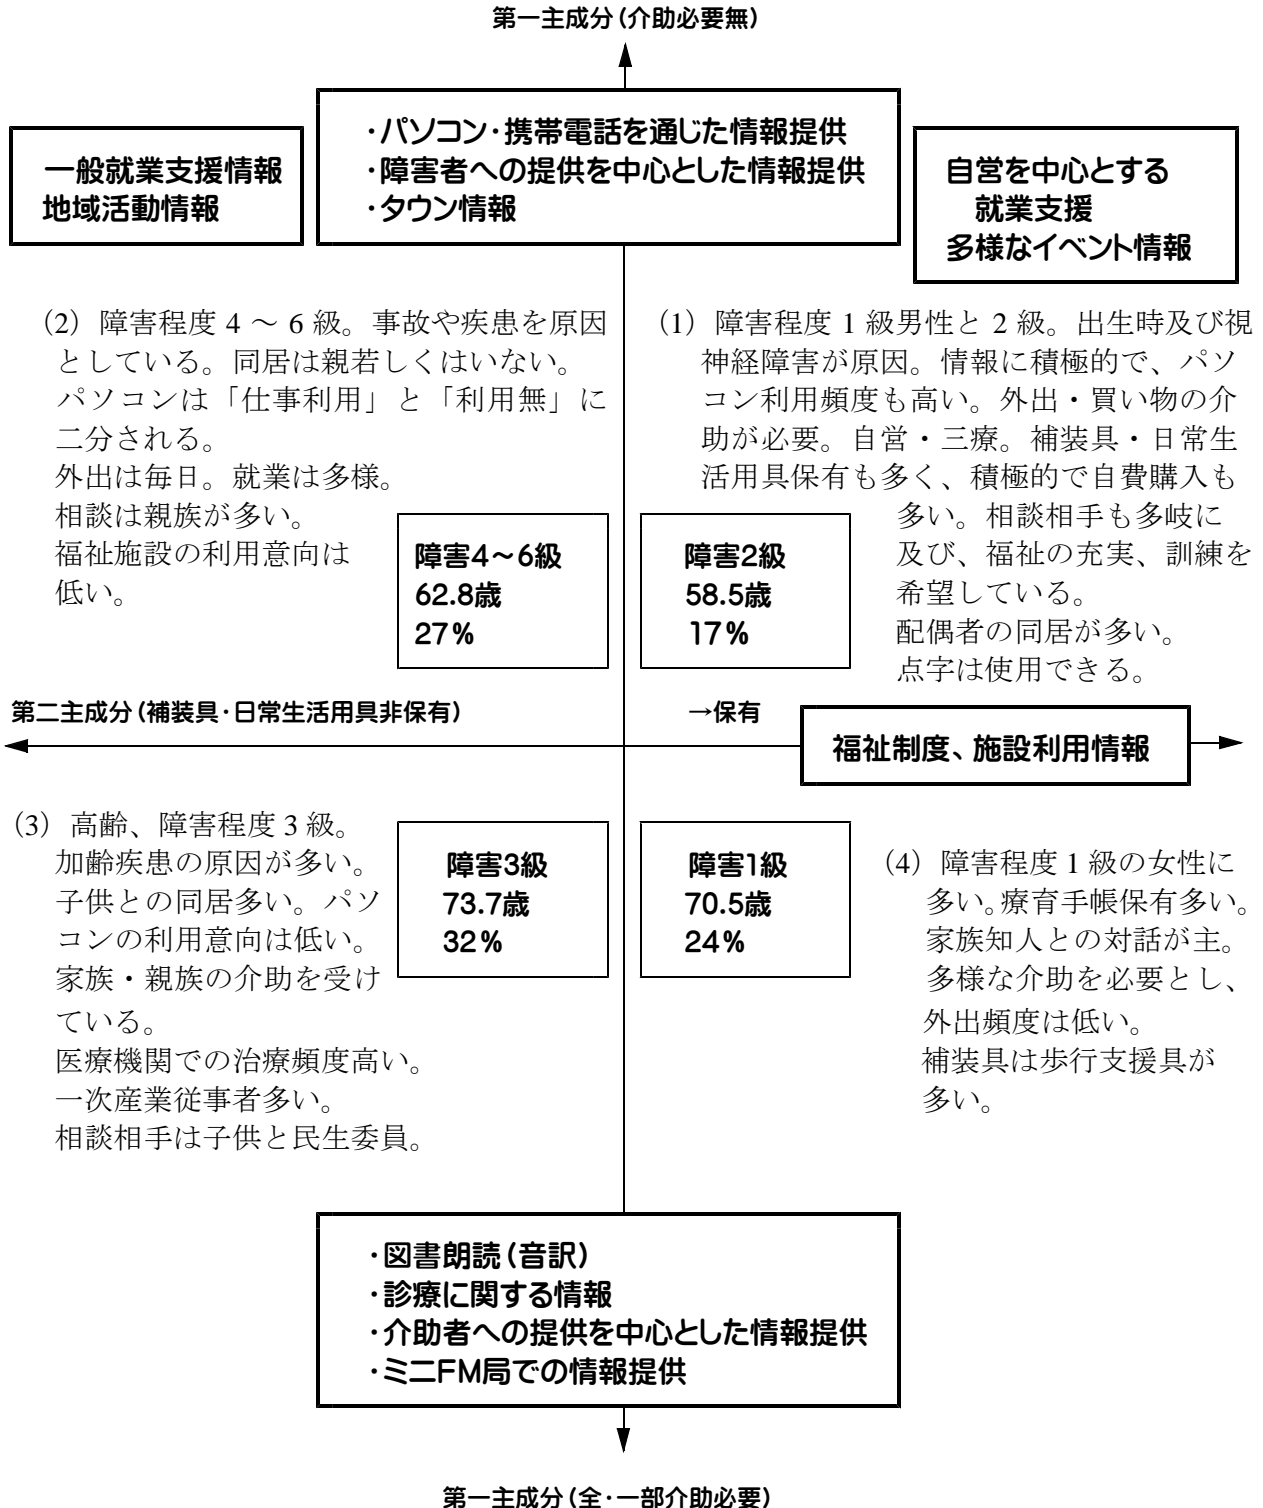 第一主成分(介助必要無)
・パソコン・携帯電話を通じた情報提供
・障害者への提供を中心とした情報提供
・タウン情報
一般就業支援情報
地域活動情報
自営を中心とする
就業支援
多様なイベント情報
(2) 障害程度 4 ～ 6 級。事故や疾患を原因
としている。同居は親若しくはいない。
パソコンは「仕事利用」と「利用無」に
二分される。
外出は毎日。就業は多様。
相談は親族が多い。
福祉施設の利用意向は
低い。
障害4～6級
62.8歳
27%
(1) 障害程度 1 級男性と 2 級。出生時及び視
神経障害が原因。情報に積極的で、パソ
コン利用頻度も高い。外出・買い物の介
助が必要。自営・三療。補装具・日常生
活用具保有も多く、積極的で自費購入も
多い。相談相手も多岐に
及び、福祉の充実、訓練を
希望している。
配偶者の同居が多い。
点字は使用できる。
障害2級
58.5歳
17%
第二主成分(補装具・日常生活用具非保有)
→保有
福祉制度、施設利用情報
(3) 高齢、障害程度 3 級。
加齢疾患の原因が多い。
子供との同居多い。パソ
コンの利用意向は低い。
家族・親族の介助を受け
ている。
医療機関での治療頻度高い。
一次産業従事者多い。
相談相手は子供と民生委員。
障害3級
73.7歳
32%
障害1級
70.5歳
24%
(4) 障害程度 1 級の女性に
多い。療育手帳保有多い。
家族知人との対話が主。
多様な介助を必要とし、
外出頻度は低い。
補装具は歩行支援具が
多い。
・図書朗読(音訳)
・診療に関する情報
・介助者への提供を中心とした情報提供
・ミニFM局での情報提供
第一主成分(全・一部介助必要)